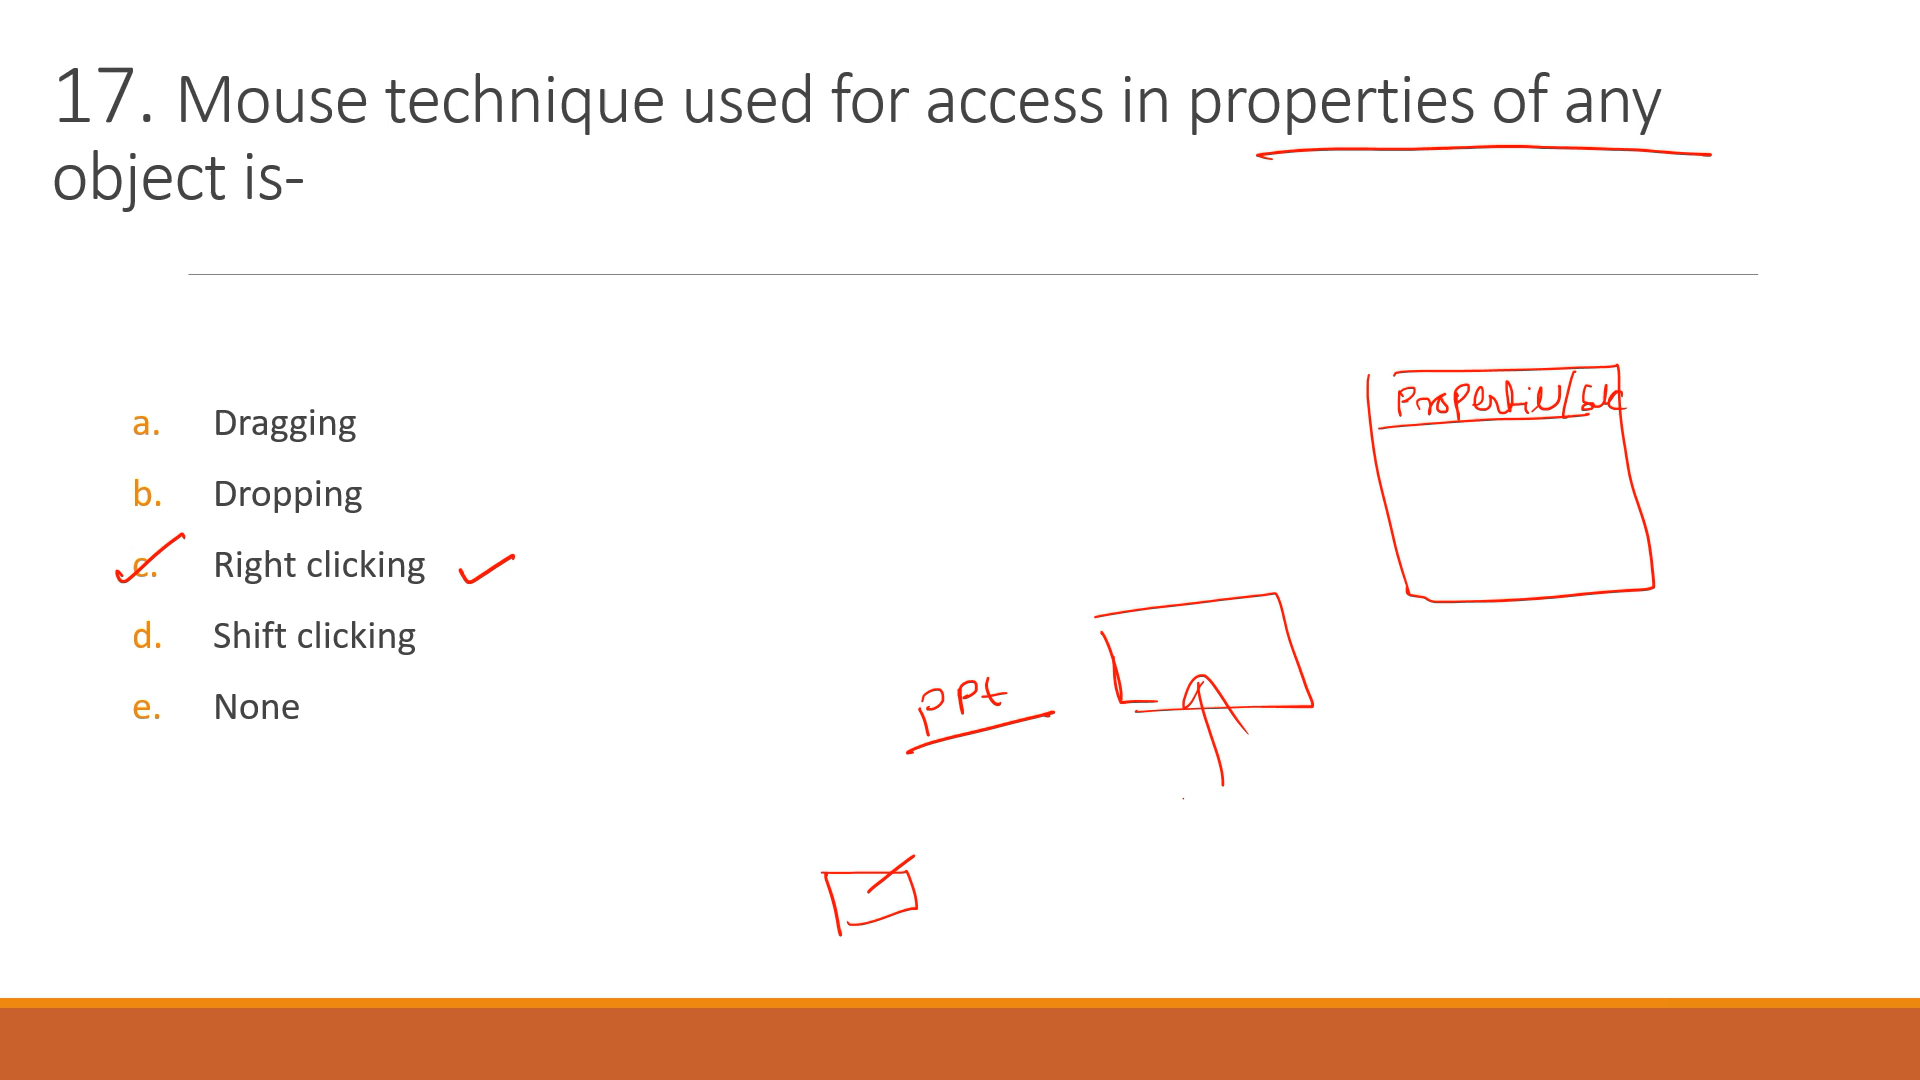 17. Mouse technique used for access in properties of any
object is-
a. Dragging
b. Dropping
c. Right clicking
d. Shift clicking
e. None
Properties/
PPt